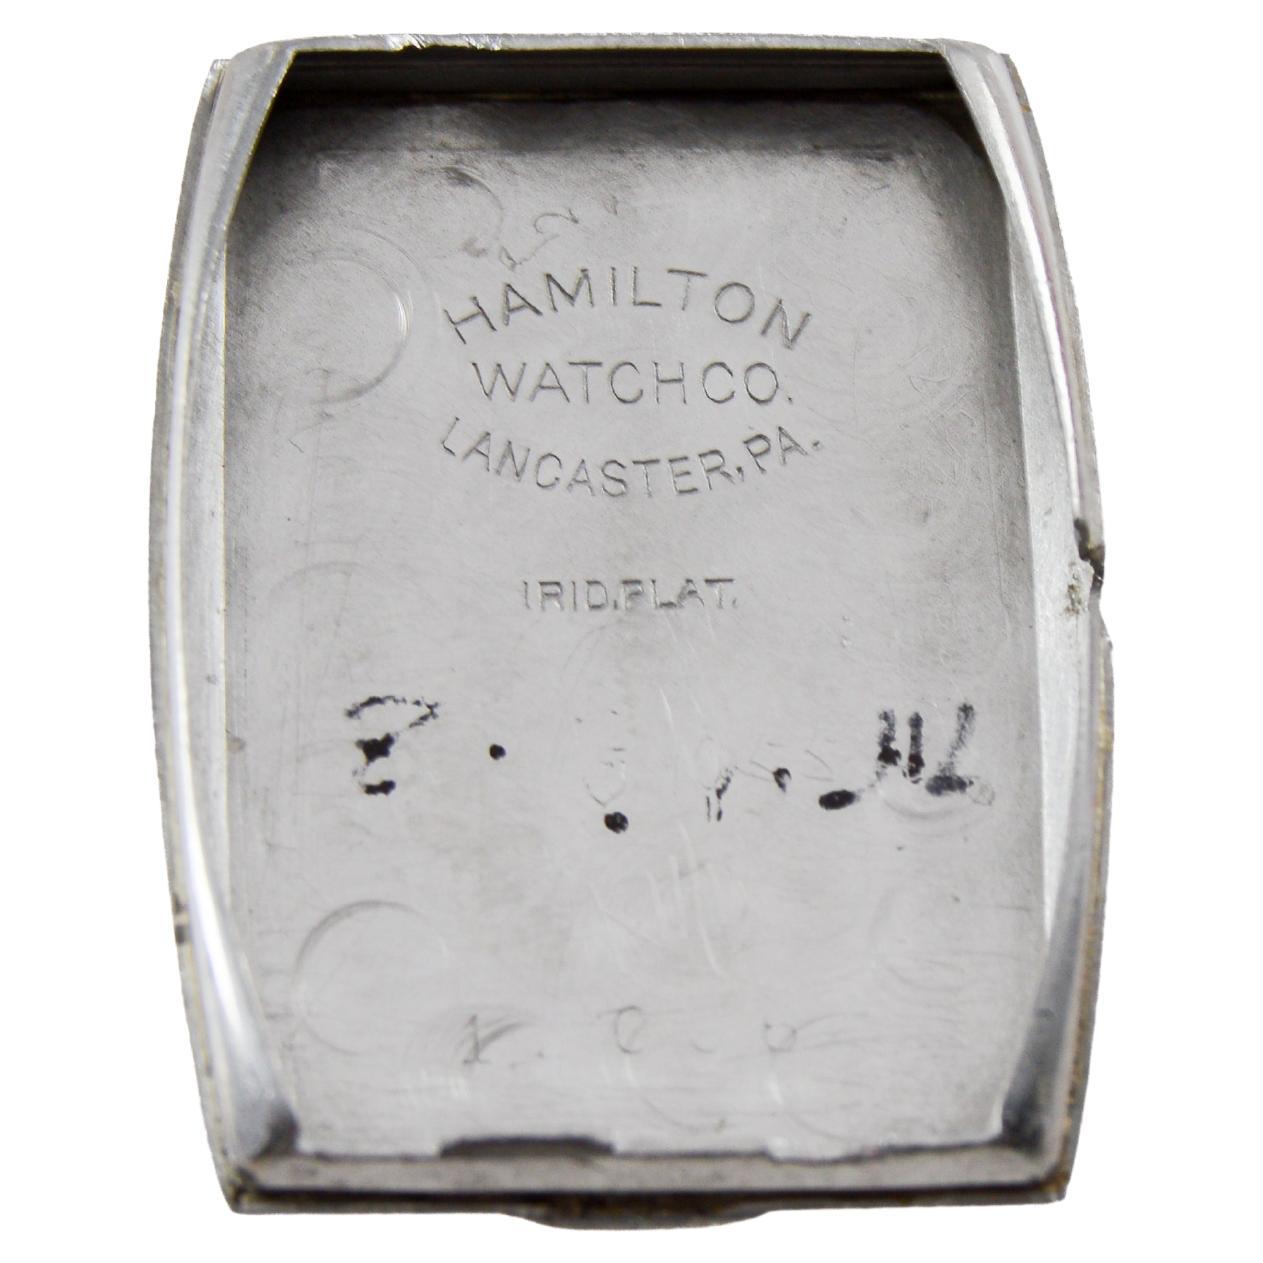 HAMILTON
WATCH CO.
LANCASTER, PA.
IRID.PLAT.